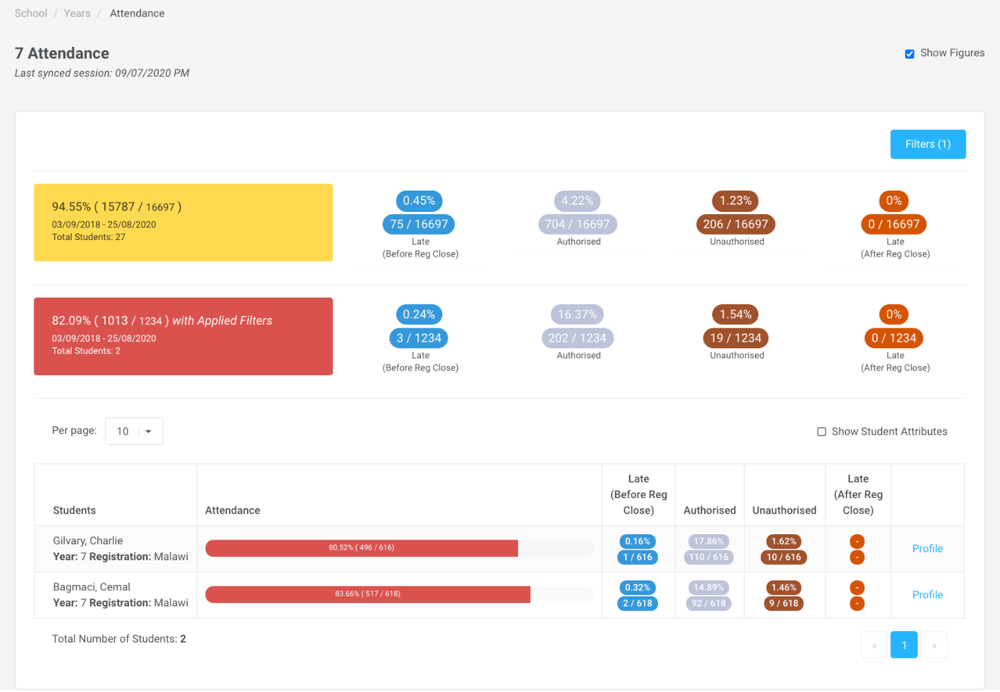 School / Years / Attendance
7 Attendance
Show Figures
Last synced session: 09/07/2020 PM
Filters (1)
94.55% ( 15787 / 16697 )
03/09/2018 - 25/08/2020
Total Students: 27
0.45%
75 / 16697
Late
(Before Reg Close)
4.22%
704 / 16697
Authorised
1.23%
206 / 16697
Unauthorised
0%
0 / 16697
Late
(After Reg Close)
82.09% ( 1013 / 1234 ) with Applied Filters
03/09/2018 - 25/08/2020
Total Students: 2
0.24%
3 / 1234
Late
(Before Reg Close)
16.37%
202 / 1234
Authorised
1.54%
19 / 1234
Unauthorised
0%
0 / 1234
Late
(After Reg Close)
Per page: 10
Show Student Attributes
Students
Attendance
Late
(Before Reg
Close)
Authorised
Unauthorised
Late
(After Reg
Close)
Gilvary, Charlie
Year: 7 Registration: Malawi
80.52% ( 496 / 616)
0.16%
1 / 616
17.86%
110 / 616
1.62%
10 / 616
-
-
Profile
Bagmaci, Cemal
Year: 7 Registration: Malawi
83.66% ( 517 / 618)
0.32%
2 / 618
14.89%
92 / 618
1.46%
9 / 618
-
-
Profile
Total Number of Students: 2
« 1 »